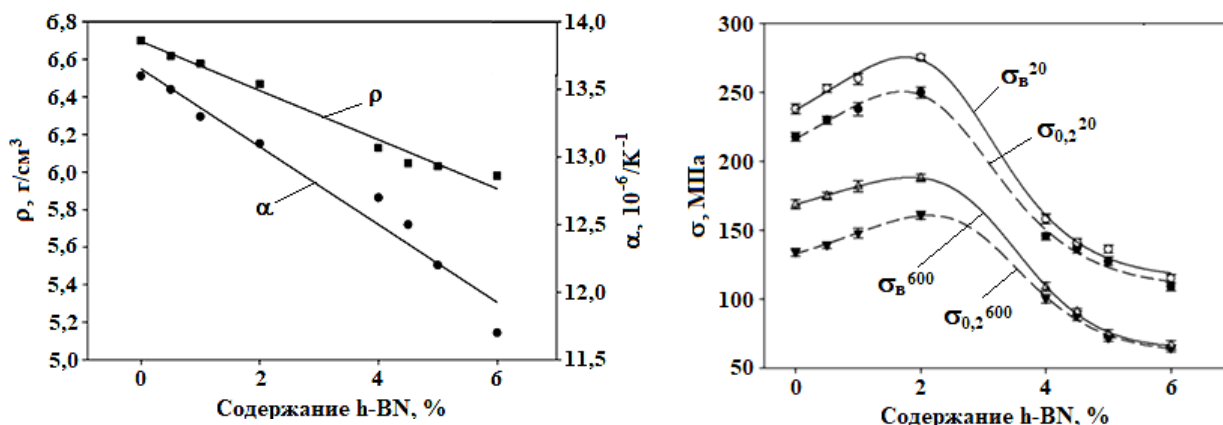 6,8
6,6
6,4
6,2
6,0
5,8
5,6
5,4
5,2
5,0
ρ, г/см³
14,0
13,5
13,0
12,5
12,0
11,5
α, 10⁻⁶/K⁻¹
ρ
α
0 2 4 6
Содержание h-BN, %
300
250
200
150
100
50
σ, МПа
σв²⁰
σ0,2²⁰
σв⁶⁰⁰
σ0,2⁶⁰⁰
0 2 4 6
Содержание h-BN, %